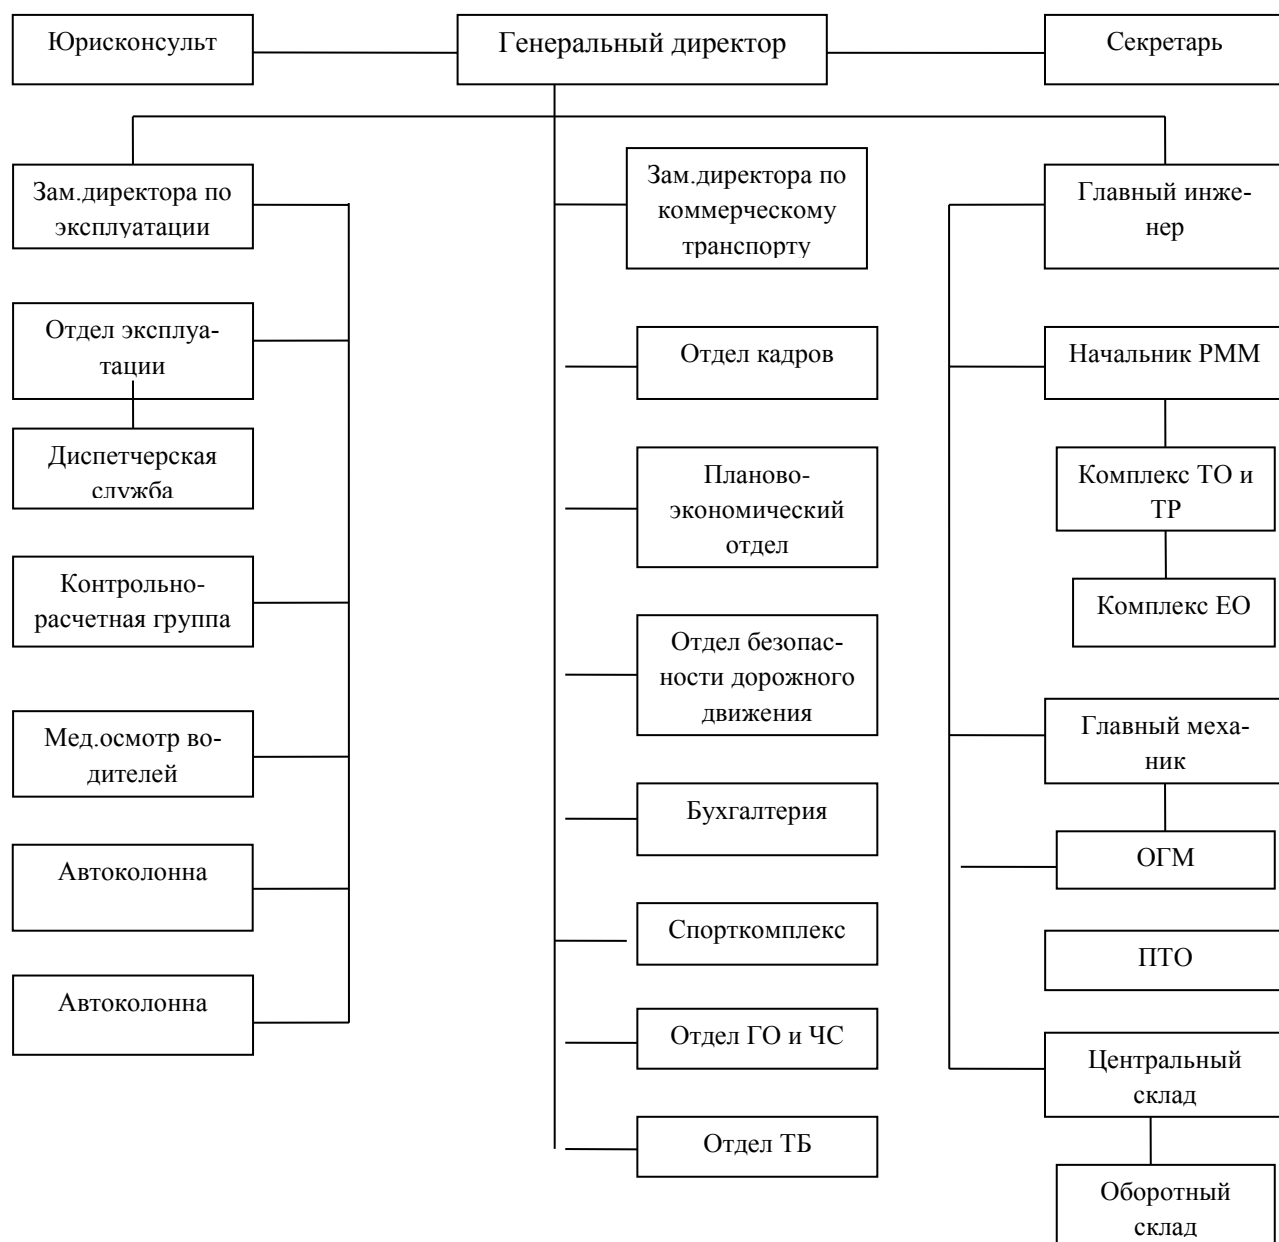 Юрисконсульт
Генеральный директор
Секретарь
Зам.директора по
эксплуатации
Зам.директора по
коммерческому
транспорту
Главный инже-
нер
Отдел эксплуа-
тации
Отдел кадров
Начальник РММ
Диспетчерская
служба
Планово-
экономический
отдел
Комплекс ТО и
ТР
Контрольно-
расчетная группа
Отдел безопас-
ности дорожного
движения
Комплекс ЕО
Мед.осмотр во-
дителей
Бухгалтерия
Главный меха-
ник
Автоколонна
Спорткомплекс
ОГМ
ПТО
Автоколонна
Отдел ГО и ЧС
Центральный
склад
Отдел ТБ
Оборотный
склад